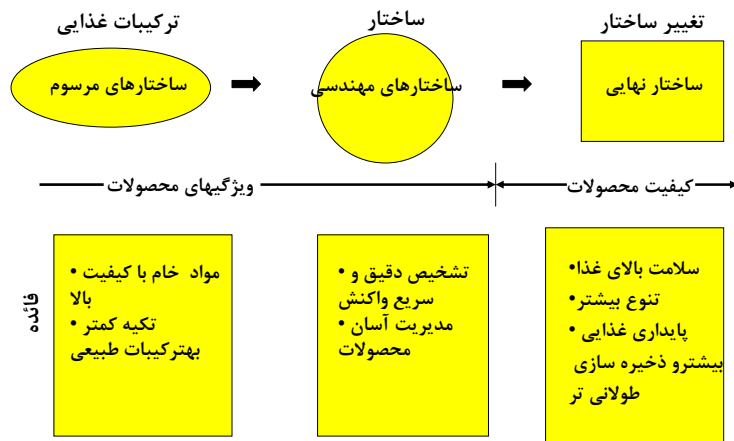 ترکیبات غذایی
ساختار
تغییر ساختار
ساختارهای مرسوم
ساختارهای مهندسی
ساختار نهایی
ویژگیهای محصولات
کیفیت محصولات
فائده
• مواد خام با کیفیت
بالا
• تکیه کمتر
بهترکیبات طبیعی
• تشخیص دقیق و
سریع واکنش
• مدیریت آسان
محصولات
•سلامت بالای غذا
•تنوع بیشتر
• پایداری غذایی
بیشترو ذخیره سازی
طولانی تر